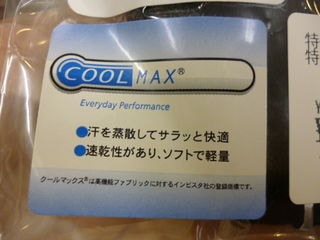 COOLMAX®
特
特
Everyday Performance
●汗を蒸散してサラッと快適
●速乾性があり、ソフトで軽量
クールマックス®は高機能ファブリックに対するインビスタ社の登録商標です。